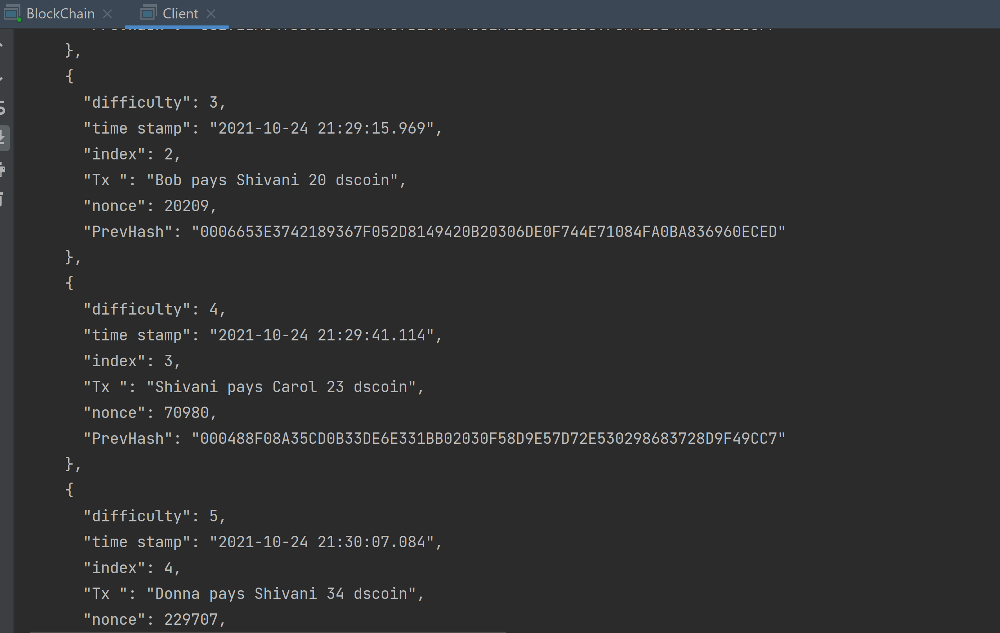 BlockChain Client
},
{
"difficulty": 3,
"time stamp": "2021-10-24 21:29:15.969",
"index": 2,
"Tx ": "Bob pays Shivani 20 dscoin",
"nonce": 20209,
"PrevHash": "0006653E3742189367F052D8149420B20306DE0F744E71084FA0BA836960ECED"
},
{
"difficulty": 4,
"time stamp": "2021-10-24 21:29:41.114",
"index": 3,
"Tx ": "Shivani pays Carol 23 dscoin",
"nonce": 70980,
"PrevHash": "000488F08A35CD0B33DE6E331BB02030F58D9E57D72E530298683728D9F49CC7"
},
{
"difficulty": 5,
"time stamp": "2021-10-24 21:30:07.084",
"index": 4,
"Tx ": "Donna pays Shivani 34 dscoin",
"nonce": 229707,